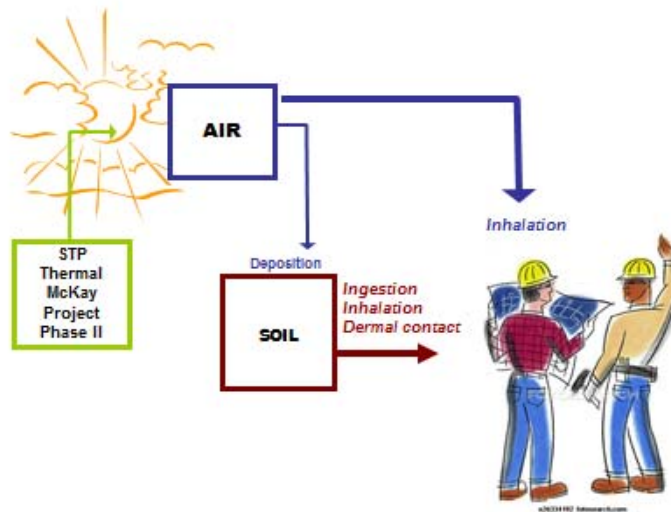 AIR
Inhalation
STP
Thermal
McKay
Project
Phase II
Deposition
Ingestion
Inhalation
Dermal contact
SOIL